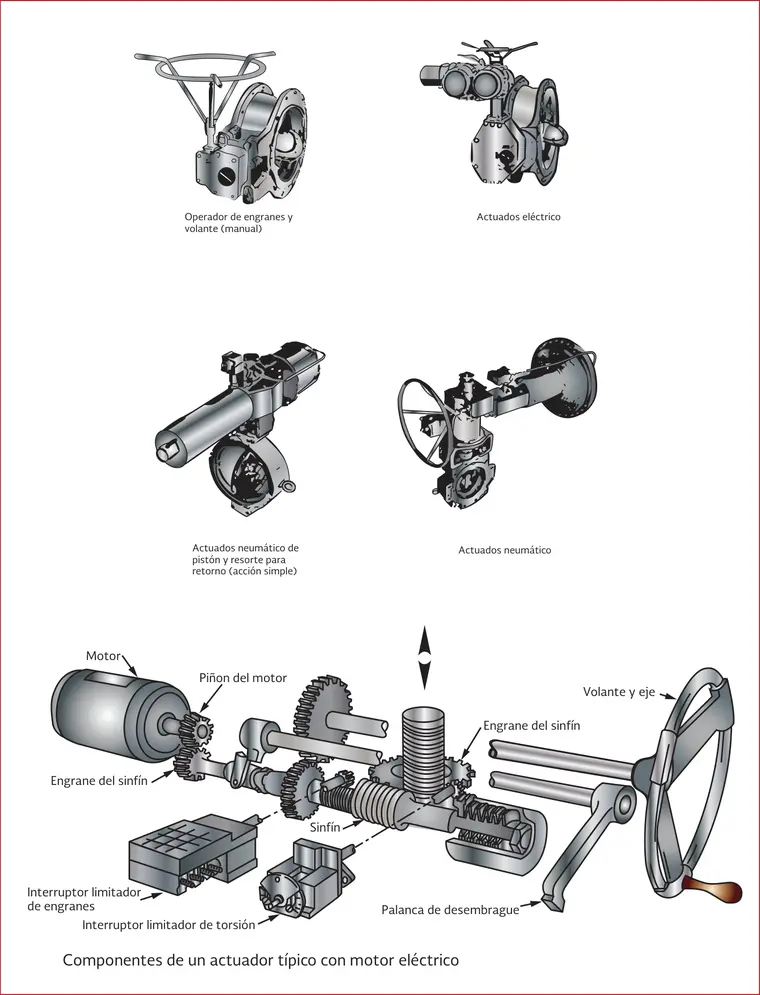 Operador de engranes y
volante (manual)
Actuados eléctrico
Actuados neumático de
pistón y resorte para
retorno (acción simple)
Actuados neumático
Motor
Piñon del motor
Volante y eje
Engrane del sinfín
Engrane del sinfín
Sinfín
Interruptor limitador
de engranes
Palanca de desembrague
Interruptor limitador de torsión
Componentes de un actuador típico con motor eléctrico